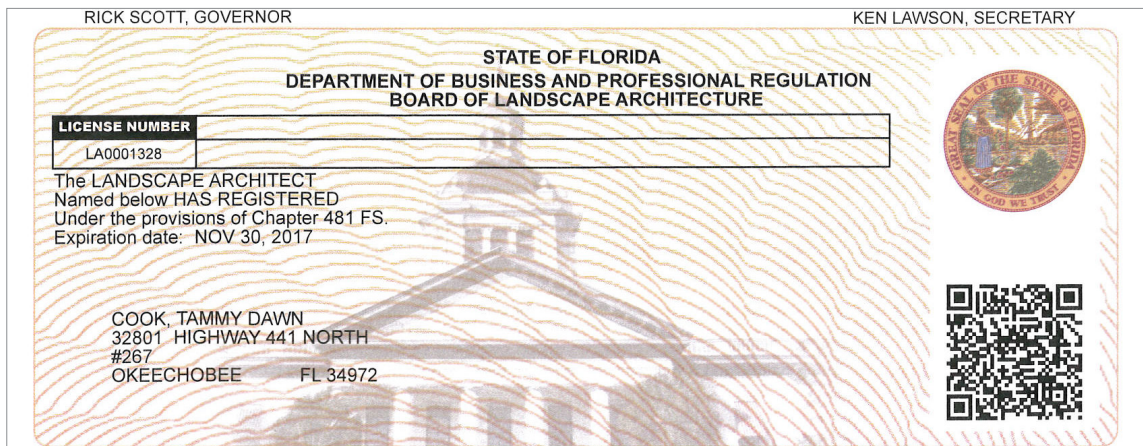 RICK SCOTT, GOVERNOR KEN LAWSON, SECRETARY
STATE OF FLORIDA
DEPARTMENT OF BUSINESS AND PROFESSIONAL REGULATION
BOARD OF LANDSCAPE ARCHITECTURE
LICENSE NUMBER
LA0001328
The LANDSCAPE ARCHITECT
Named below HAS REGISTERED
Under the provisions of Chapter 481 FS.
Expiration date: NOV 30, 2017
COOK, TAMMY DAWN
32801 HIGHWAY 441 NORTH
#267
OKEECHOBEE FL 34972
GREAT SEAL OF THE STATE OF FLORIDA
IN GOD WE TRUST